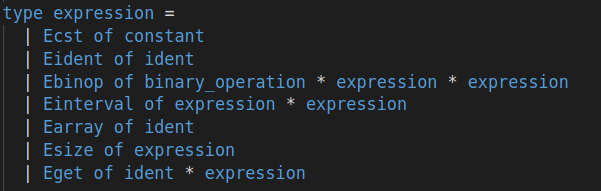 type expression =
| Ecst of constant
| Eident of ident
| Ebinop of binary_operation * expression * expression
| Einterval of expression * expression
| Earray of ident
| Esize of expression
| Eget of ident * expression